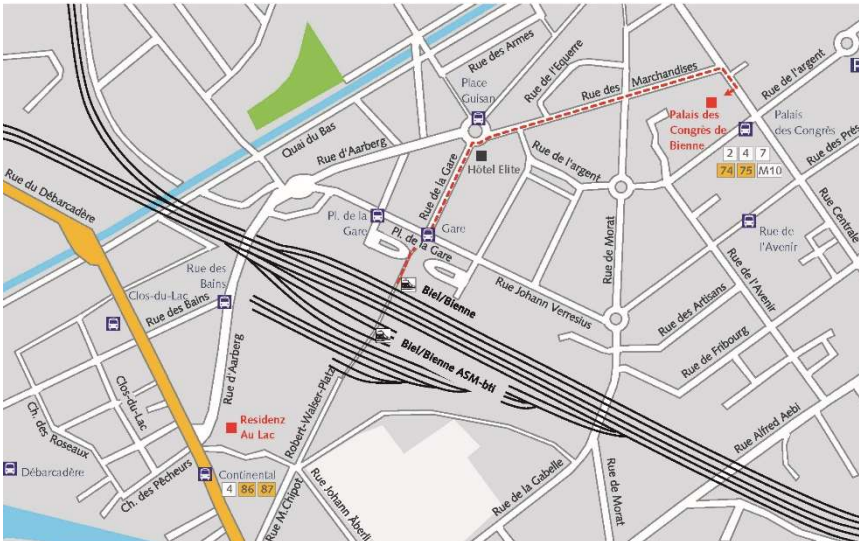 Rue des Armes
Rue de l'Equerre
Place
Guisan
Rue des Marchandises
Rue de l'argent
P
Palais des
Congrès de
Bienne
Palais
des Congrès
2 4 7
74 75 M10
Rue des Prés
Quai du Bas
Rue d'Aarberg
Hôtel Elite
Rue de la Gare
Rue de l'argent
Rue du Débarcadère
Pl. de la
Gare
Gare
Pl. de la Gare
Rue de Morat
Rue Centrale
Rue de
l'Avenir
Rue de l'Avenir
Rue des
Bains
Clos-du-Lac
Rue des Bains
Biel/Bienne
Rue Johann Verresius
Rue des Artisans
Rue de Fribourg
Biel/Bienne ASM-bti
Rue d'Aarberg
Clos-du-Lac
Ch. des Roseaux
Residenz
Au Lac
Robert-Walser-Platz
Rue Alfred Aebi
Débarcadère
Ch. des Pêcheurs
Continental
4 86 87
Rue M.Chipot
Rue Johann Äberli
Rue de la Gabelle
Rue de Morat